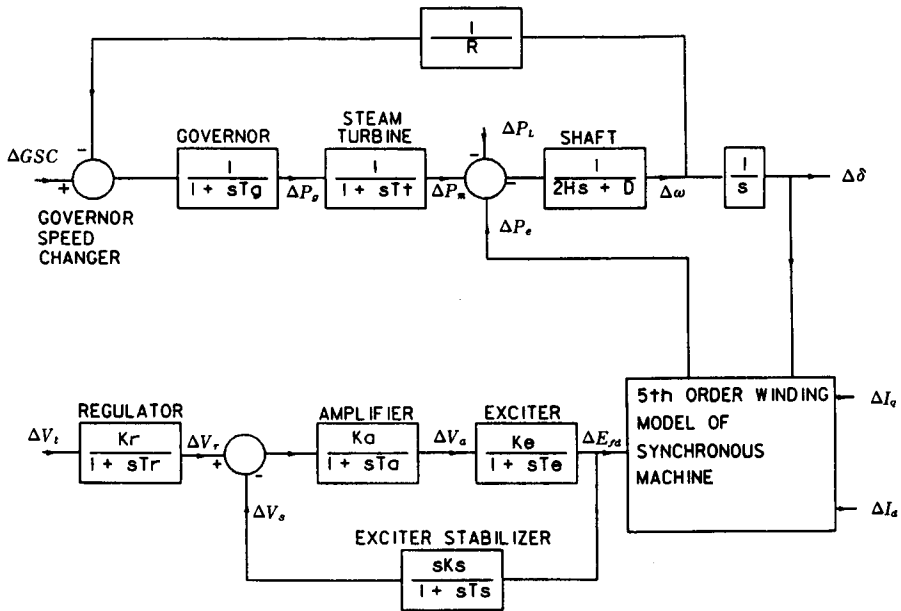 1
R
ΔGSC
-
+
GOVERNOR
SPEED
CHANGER
GOVERNOR
1
1 + sTg
ΔP_g
STEAM
TURBINE
1
1 + sTt
ΔP_m
-
ΔP_L
-
ΔP_e
SHAFT
1
2Hs + D
Δω
1
s
Δδ
5th ORDER WINDING
MODEL OF
SYNCHRONOUS
MACHINE
ΔI_q
ΔI_d
ΔV_t
REGULATOR
Kr
1 + sTr
ΔV_r
+
-
ΔV_s
AMPLIFIER
Ka
1 + sTa
ΔV_a
EXCITER
Ke
1 + sTe
ΔE_fd
EXCITER STABILIZER
sKs
1 + sTs